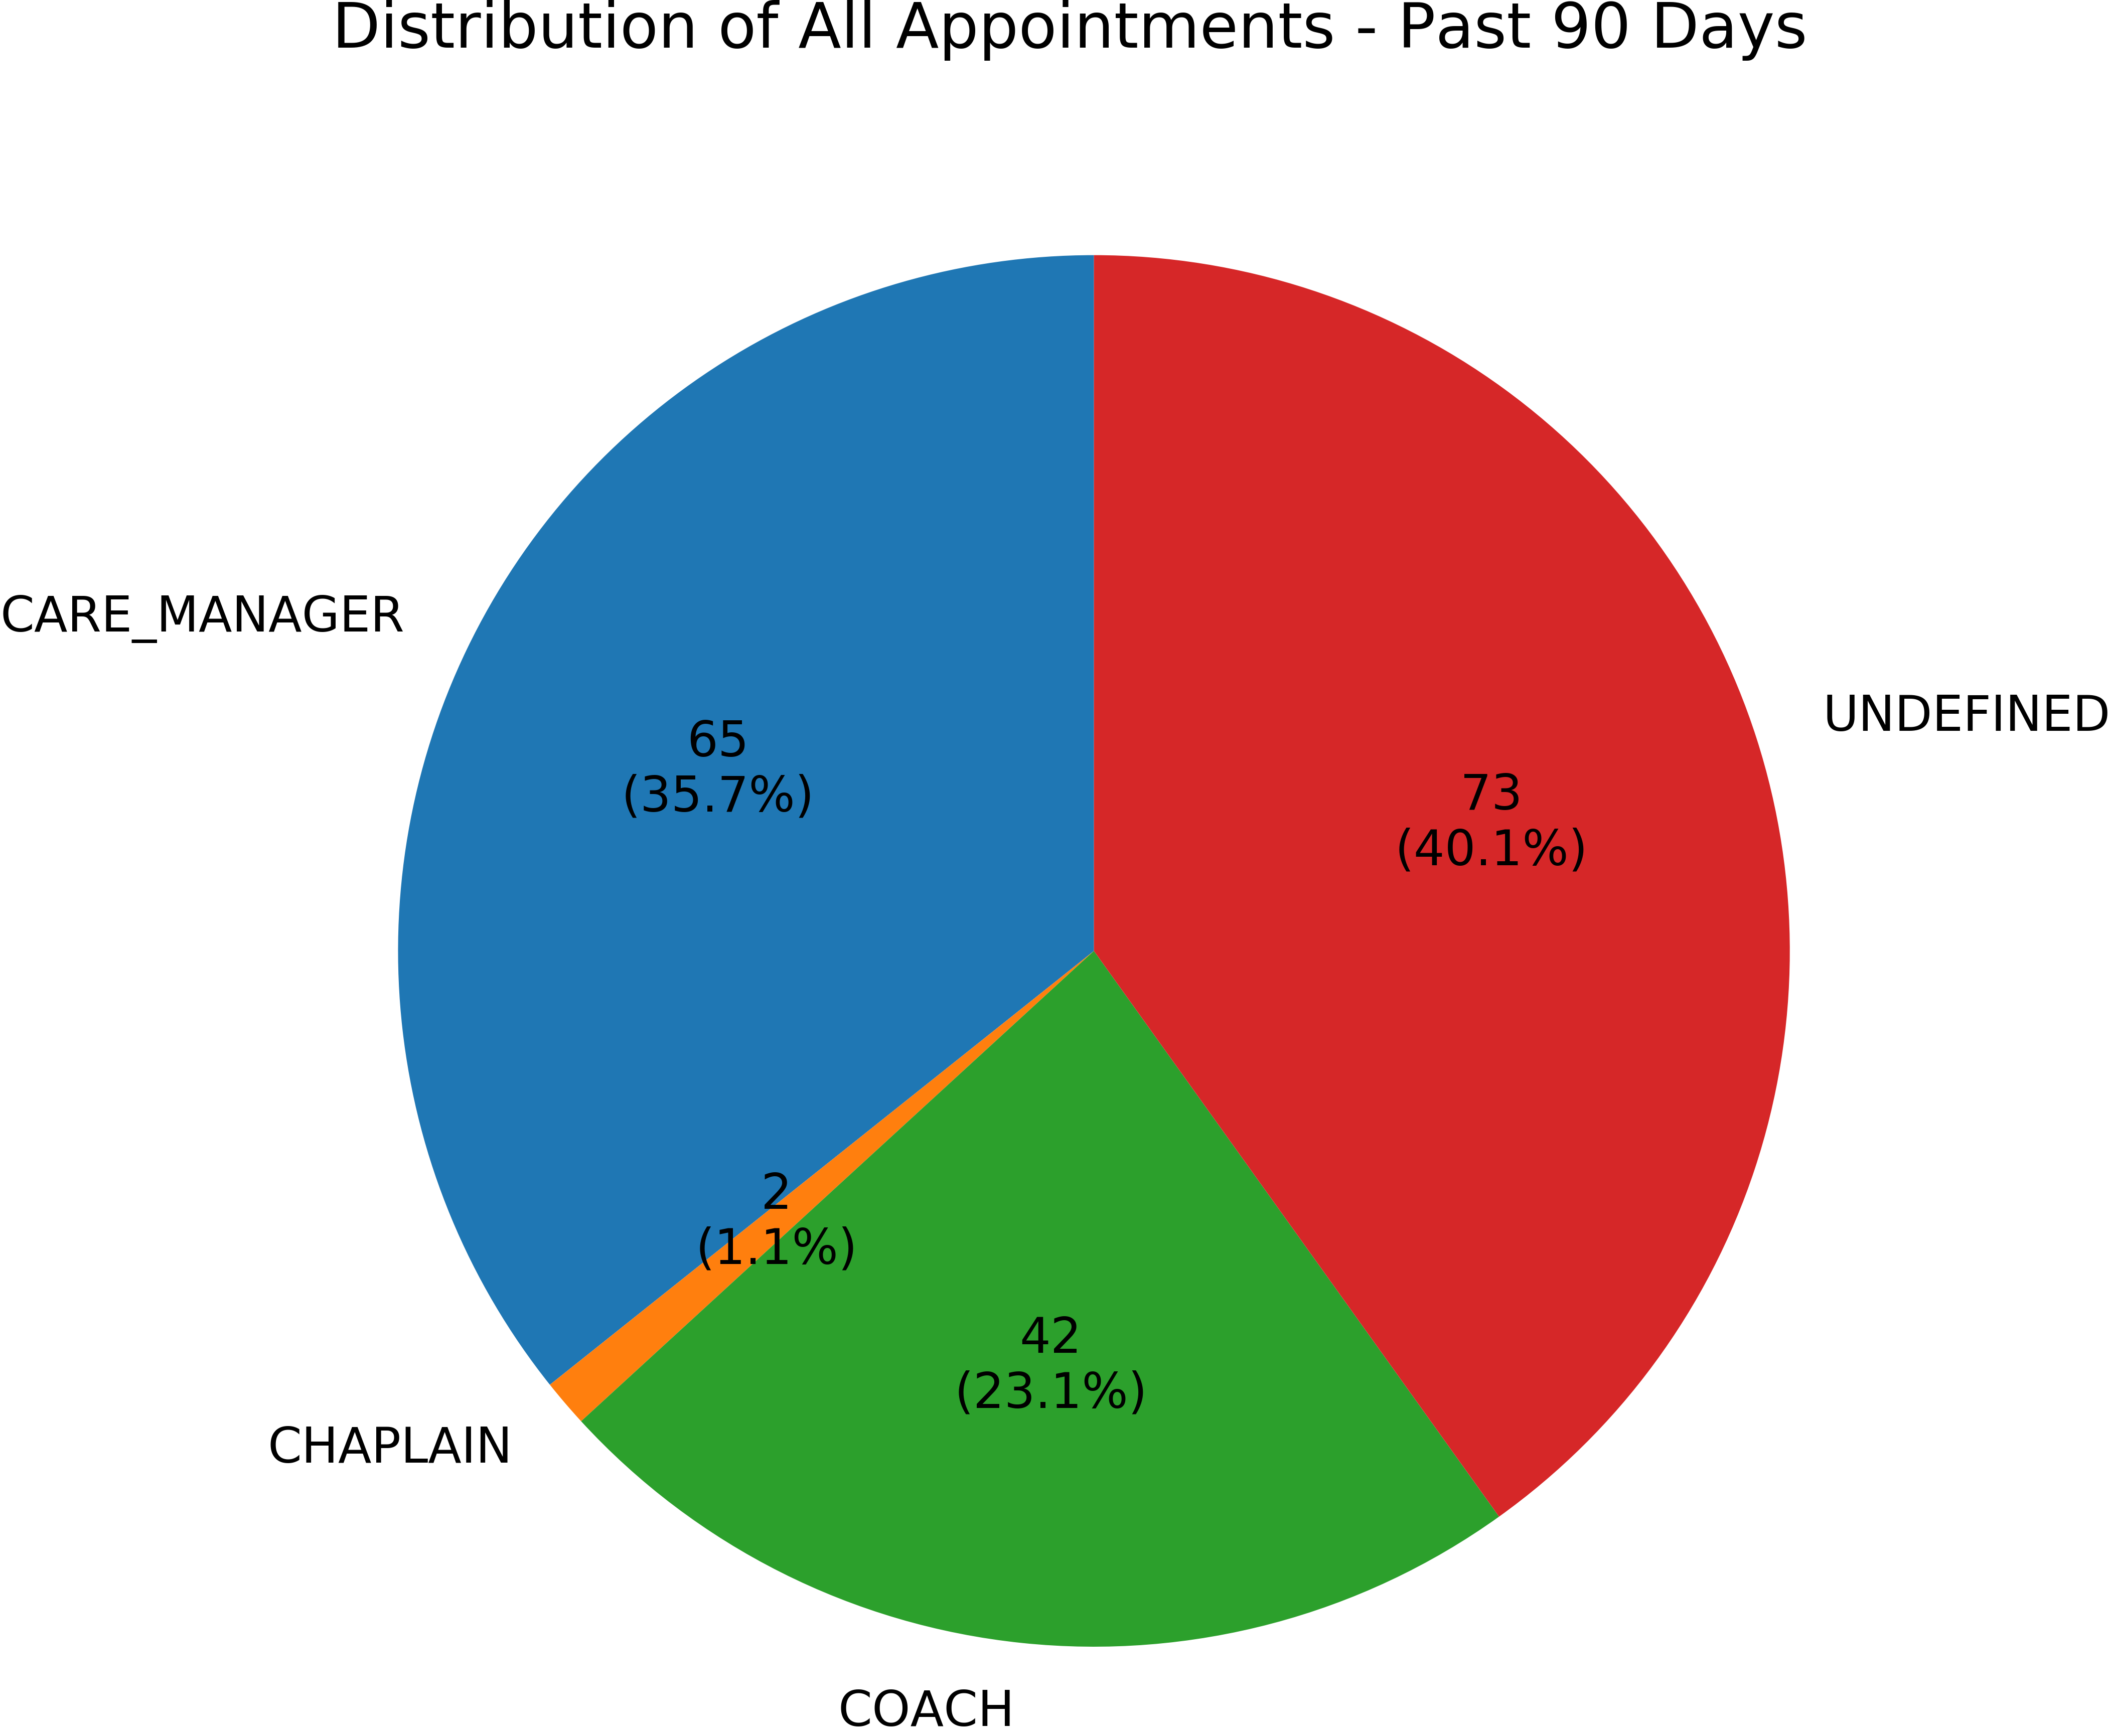 Distribution of All Appointments - Past 90 Days
CARE_MANAGER
65
(35.7%)
UNDEFINED
73
(40.1%)
2
(1.1%)
CHAPLAIN
42
(23.1%)
COACH